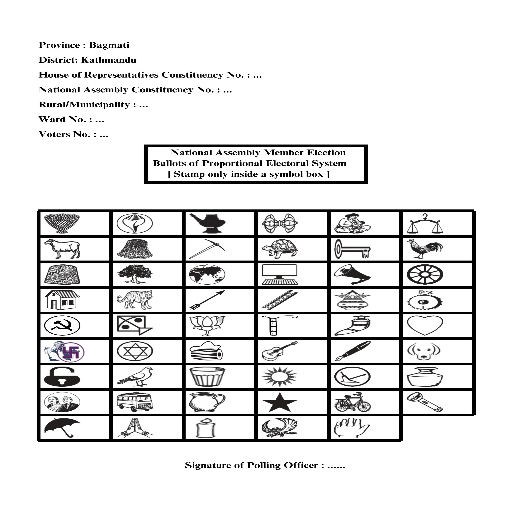 Province : Bagmati
District: Kathmandu
House of Representatives Constituency No. : ...
National Assembly Constituency No. : ...
Rural/Municipality : ...
Ward No. : ...
Voters No. : ...
National Assembly Member Election
Ballots of Proportional Electoral System
[ Stamp only inside a symbol box ]
Signature of Polling Officer : ......